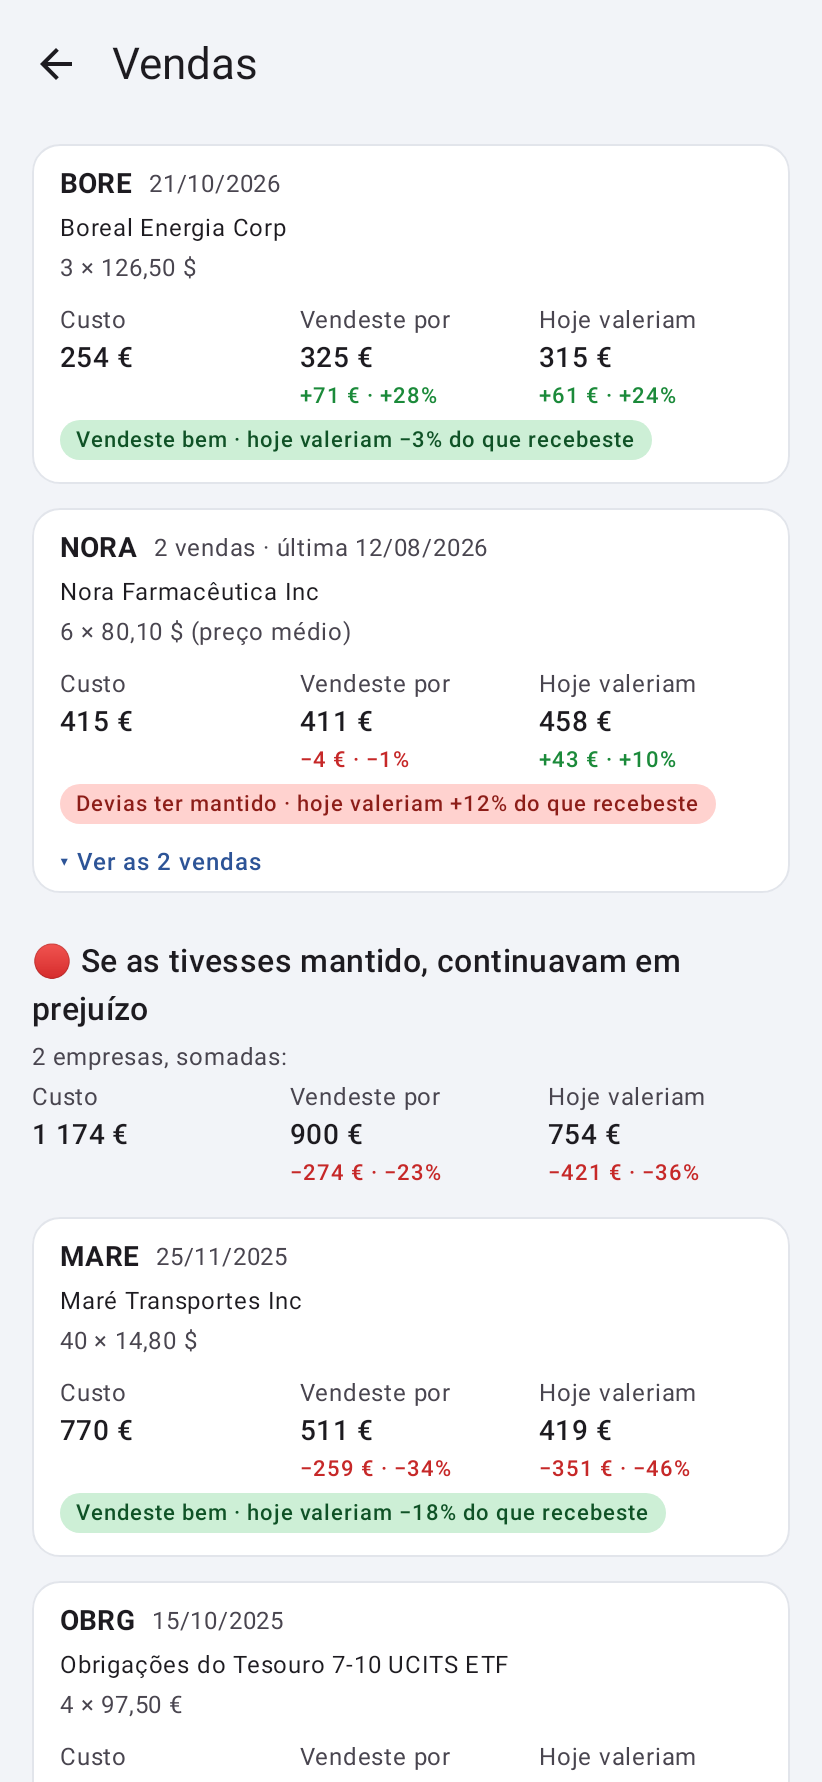 Vendas
BORE 21/10/2026
Boreal Energia Corp
3 × 126,50 $
Custo Vendeste por Hoje valeriam
254 € 325 € 315 €
+71 € · +28% +61 € · +24%
Vendeste bem · hoje valeriam −3% do que recebeste
NORA 2 vendas · última 12/08/2026
Nora Farmacêutica Inc
6 × 80,10 $ (preço médio)
Custo Vendeste por Hoje valeriam
415 € 411 € 458 €
−4 € · −1% +43 € · +10%
Devias ter mantido · hoje valeriam +12% do que recebeste
▾ Ver as 2 vendas
🔴 Se as tivesses mantido, continuavam em
prejuízo
2 empresas, somadas:
Custo Vendeste por Hoje valeriam
1 174 € 900 € 754 €
−274 € · −23% −421 € · −36%
MARE 25/11/2025
Maré Transportes Inc
40 × 14,80 $
Custo Vendeste por Hoje valeriam
770 € 511 € 419 €
−259 € · −34% −351 € · −46%
Vendeste bem · hoje valeriam −18% do que recebeste
OBRG 15/10/2025
Obrigações do Tesouro 7-10 UCITS ETF
4 × 97,50 €
Custo Vendeste por Hoje valeriam